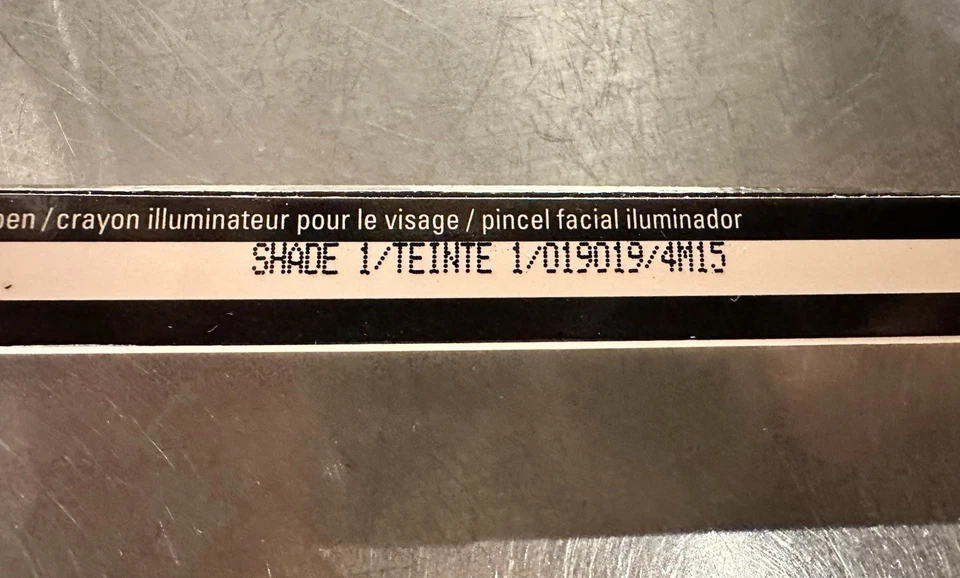 pen / crayon illuminateur pour le visage / pincel facial iluminador
SHADE 1/TEINTE 1/019019/4M15